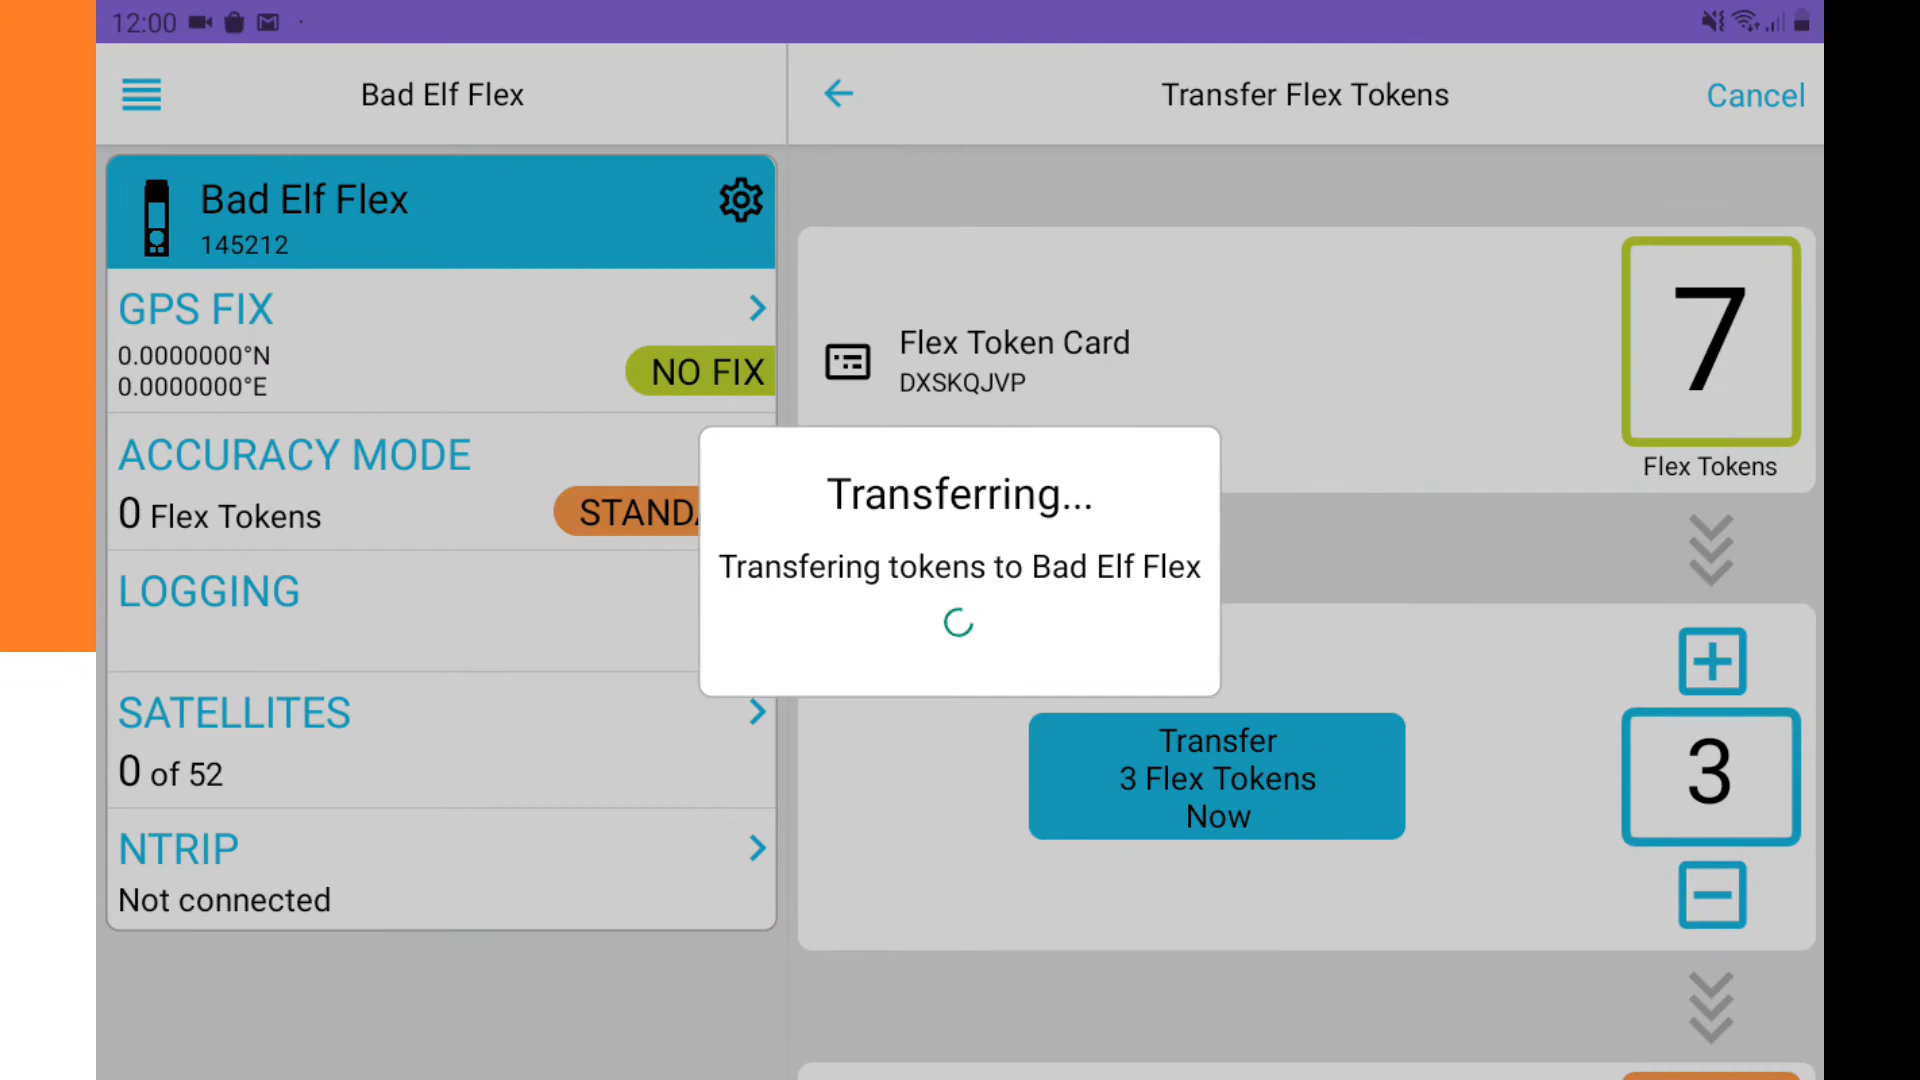 12:00
Bad Elf Flex
Transfer Flex Tokens
Cancel
Bad Elf Flex
145212
GPS FIX
0.0000000°N
0.0000000°E
NO FIX
ACCURACY MODE
0 Flex Tokens
STANDA
LOGGING
SATELLITES
0 of 52
NTRIP
Not connected
Flex Token Card
DXSKQJVP
7
Flex Tokens
Transferring...
Transfering tokens to Bad Elf Flex
Transfer
3 Flex Tokens
Now
3